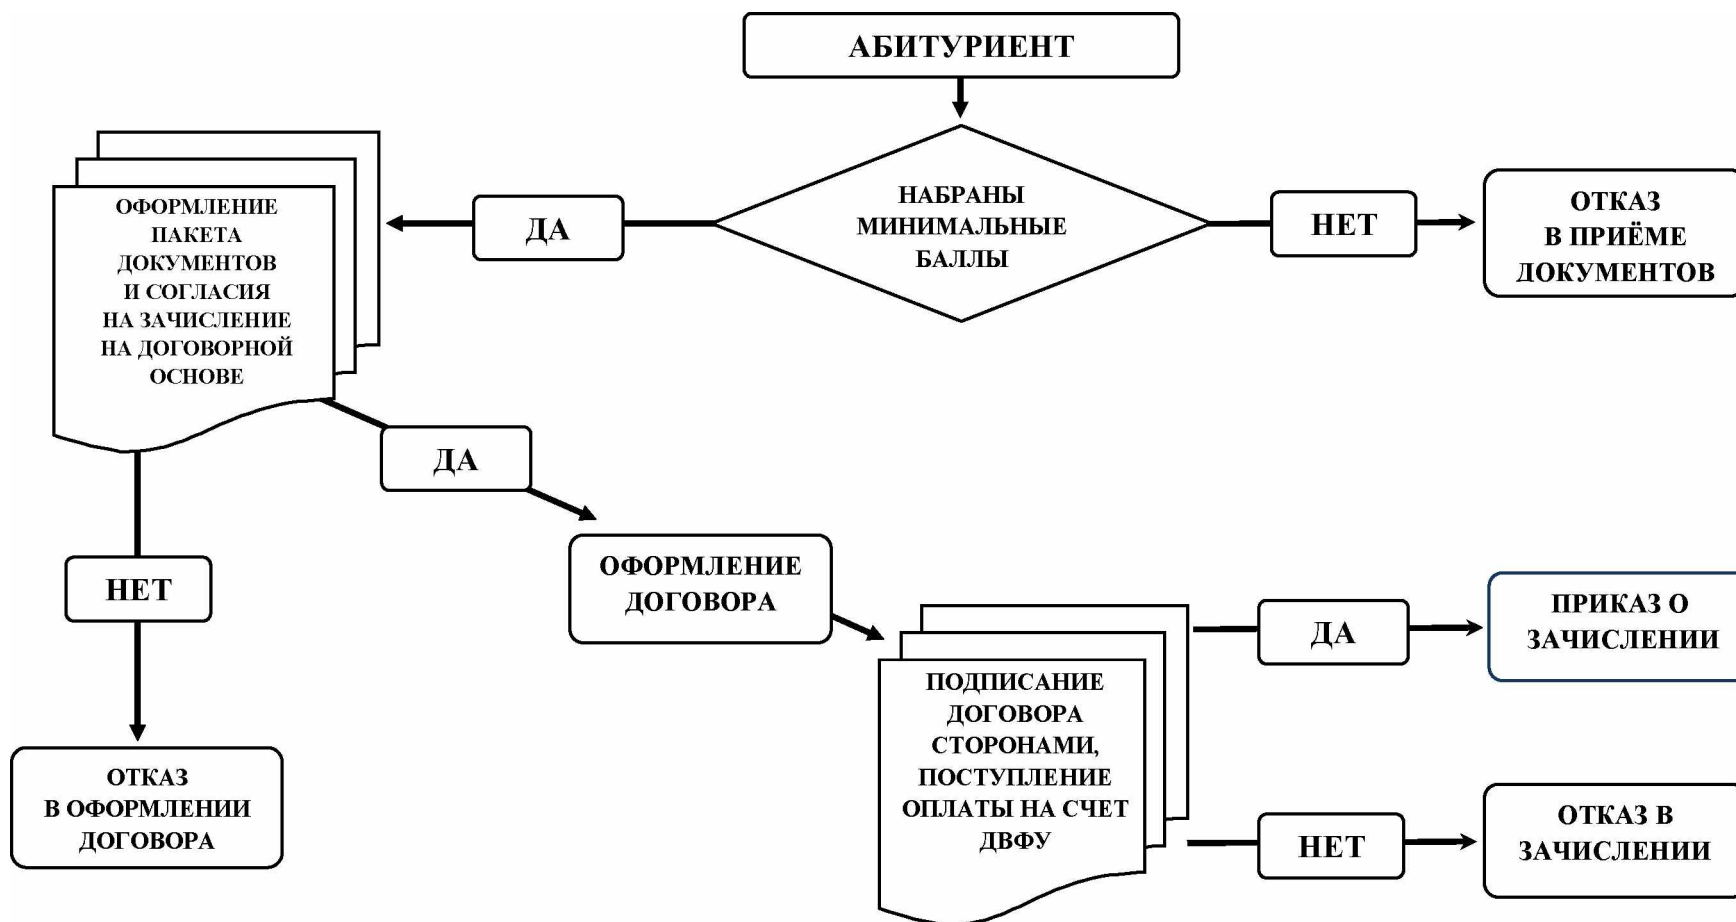 АБИТУРИЕНТ
НАБРАНЫ
МИНИМАЛЬНЫЕ
БАЛЛЫ
ДА
НЕТ
ОТКАЗ
В ПРИЁМЕ
ДОКУМЕНТОВ
ОФОРМЛЕНИЕ
ПАКЕТА
ДОКУМЕНТОВ
И СОГЛАСИЯ
НА ЗАЧИСЛЕНИЕ
НА ДОГОВОРНОЙ
ОСНОВЕ
ДА
НЕТ
ОТКАЗ
В ОФОРМЛЕНИИ
ДОГОВОРА
ОФОРМЛЕНИЕ
ДОГОВОРА
ПОДПИСАНИЕ
ДОГОВОРА
СТОРОНАМИ,
ПОСТУПЛЕНИЕ
ОПЛАТЫ НА СЧЕТ
ДВФУ
ДА
ПРИКАЗ О
ЗАЧИСЛЕНИИ
НЕТ
ОТКАЗ В
ЗАЧИСЛЕНИИ